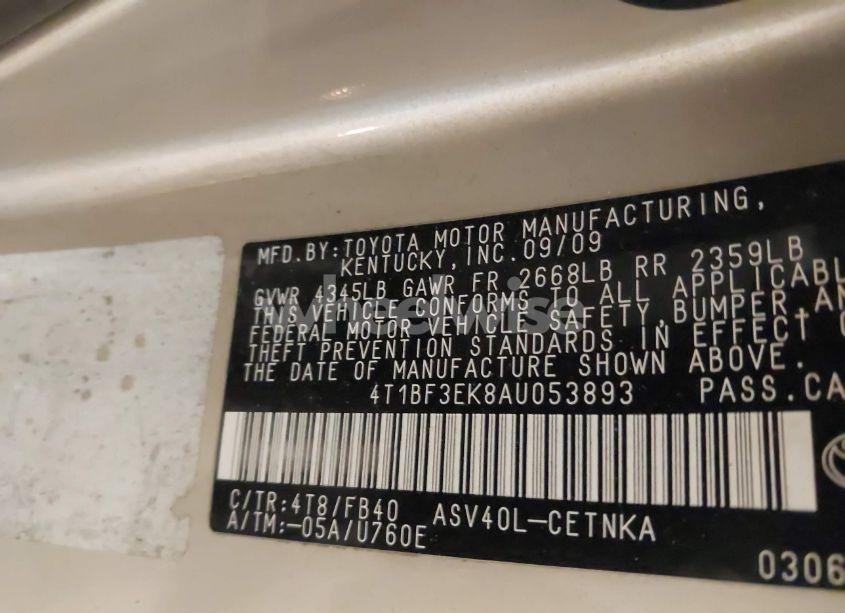 MFD.BY:TOYOTA MOTOR MANUFACTURING,
KENTUCKY,INC.09/09
GVWR 4345LB GAWR FR 2668LB RR 2359LB
THIS VEHICLE CONFORMS TO ALL APPLICABL
FEDERAL MOTOR VEHICLE SAFETY,BUMPER,AN
THEFT PREVENTION STANDARDS IN EFFECT O
THE DATE OF MANUFACTURE SHOWN ABOVE.
4T1BF3EK8AU053893 PASS.CA
C/TR:4T8/FB40 ASV40L-CETNKA
A/TM:-05A/U760E
0306
wheelwise